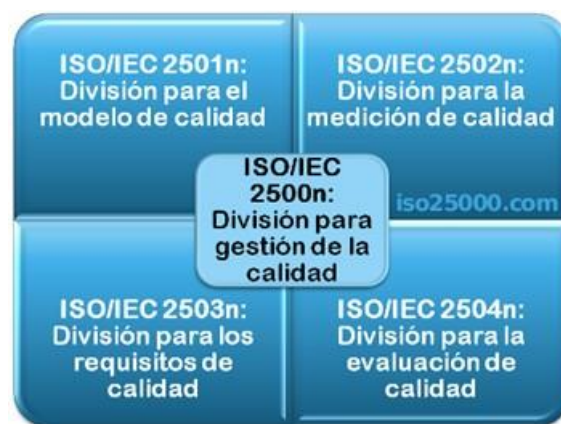 ISO/IEC 2501n:
División para el
modelo de calidad
ISO/IEC 2502n:
División para la
medición de calidad
ISO/IEC
2500n:
División para
gestión de la
calidad
iso25000.com
ISO/IEC 2503n:
División para los
requisitos de
calidad
ISO/IEC 2504n:
División para la
evaluación de
calidad